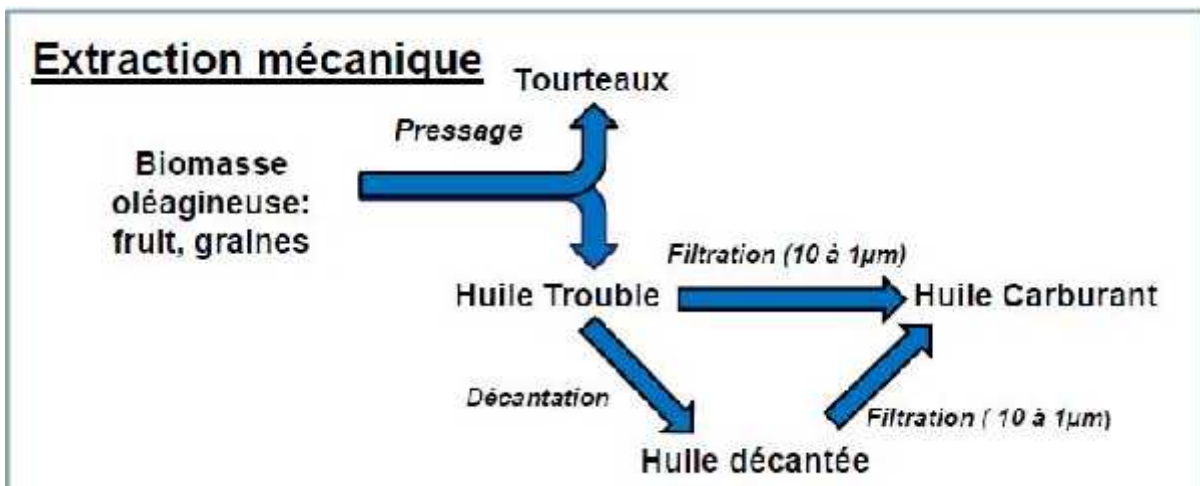 Extraction mécanique
Tourteaux
Pressage
Biomasse
oléagineuse:
fruit, graines
Filtration (10 à 1µm)
Huile Trouble
Huile Carburant
Décantation
Filtration ( 10 à 1µm)
Huile décantée